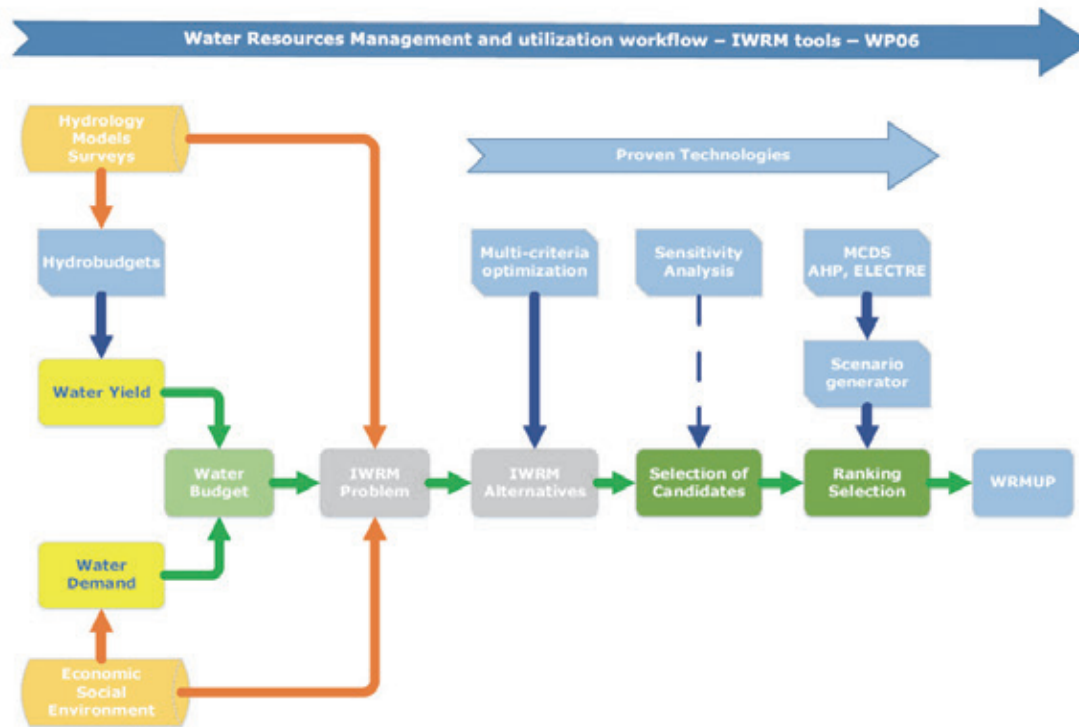 Water Resources Management and utilization workflow – IWRM tools – WP06
Hydrology
Models
Surveys
Proven Technologies
Hydrobudgets
Multi-criteria
optimization
Sensitivity
Analysis
MCDS
AHP, ELECTRE
Scenario
generator
Water Yield
Water
Budget
IWRM
Problem
IWRM
Alternatives
Selection of
Candidates
Ranking
Selection
WRMUP
Water
Demand
Economic
Social
Environment